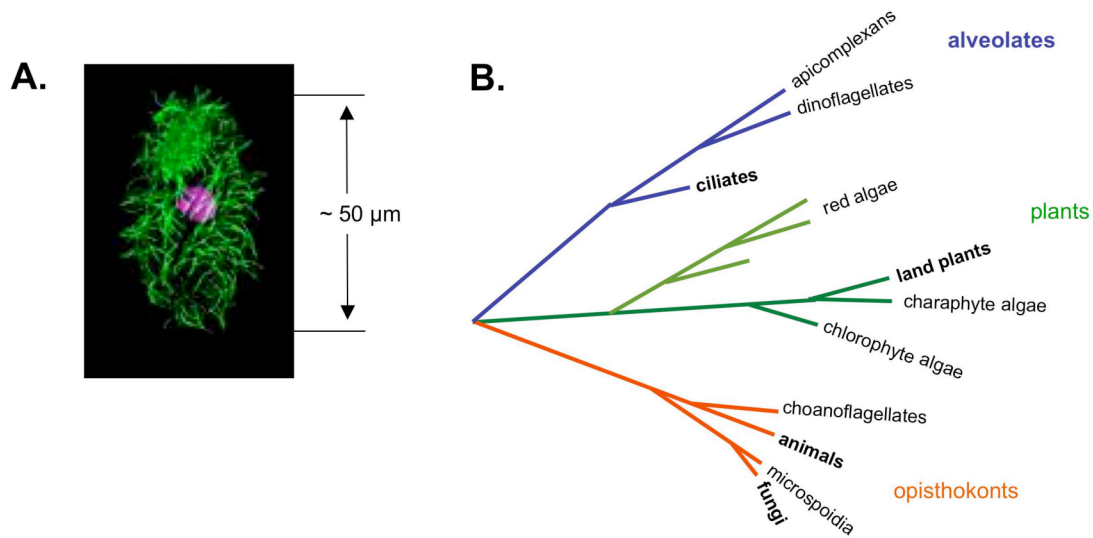 A.
~ 50 µm
B.
alveolates
apicomplexans
dinoflagellates
ciliates
red algae
plants
land plants
charaphyte algae
chlorophyte algae
choanoflagellates
animals
microspoidia
fungi
opisthokonts